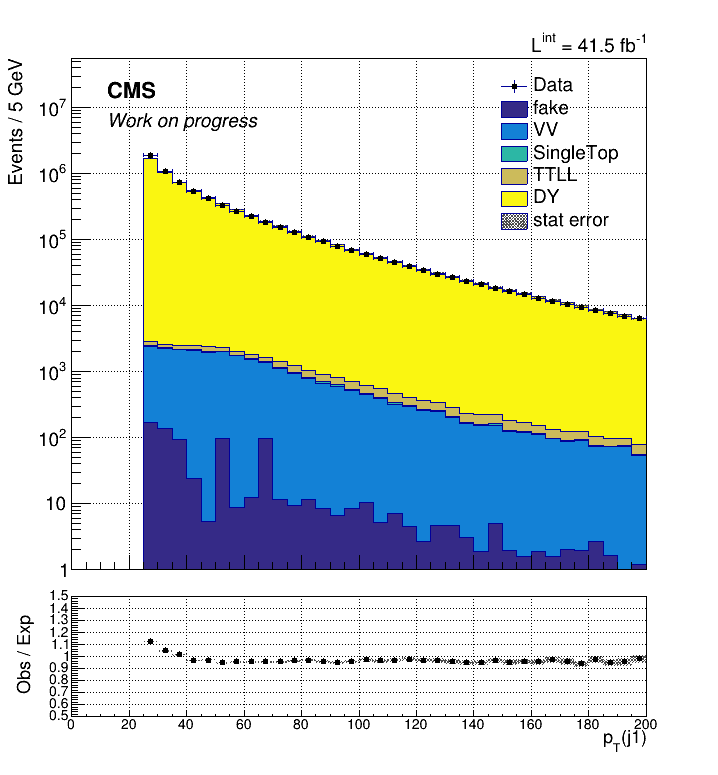 L^int = 41.5 fb^-1
Events / 5 GeV
CMS
Work on progress
Data
fake
VV
SingleTop
TTLL
DY
stat error
10^7
10^6
10^5
10^4
10^3
10^2
10
1
Obs / Exp
1.5
1.4
1.3
1.2
1.1
1
0.9
0.8
0.7
0.6
0.5
0 20 40 60 80 100 120 140 160 180 200
p_T(j1)